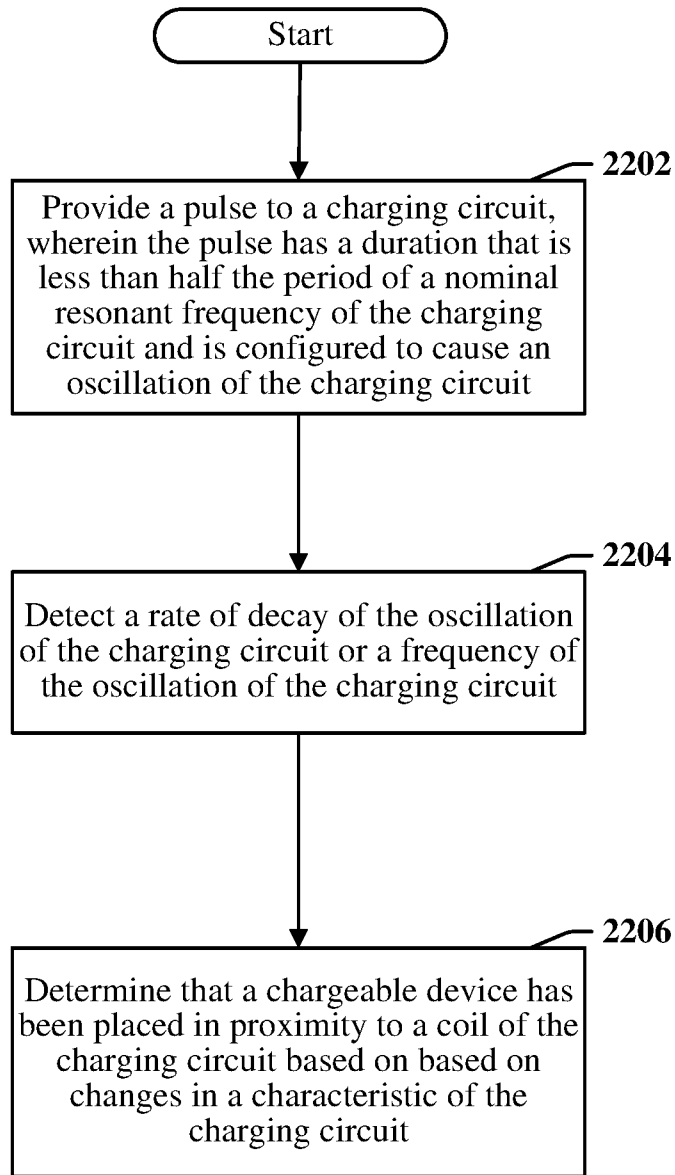 Start
2202
Provide a pulse to a charging circuit,
wherein the pulse has a duration that is
less than half the period of a nominal
resonant frequency of the charging
circuit and is configured to cause an
oscillation of the charging circuit
2204
Detect a rate of decay of the oscillation
of the charging circuit or a frequency of
the oscillation of the charging circuit
2206
Determine that a chargeable device has
been placed in proximity to a coil of the
charging circuit based on based on
changes in a characteristic of the
charging circuit